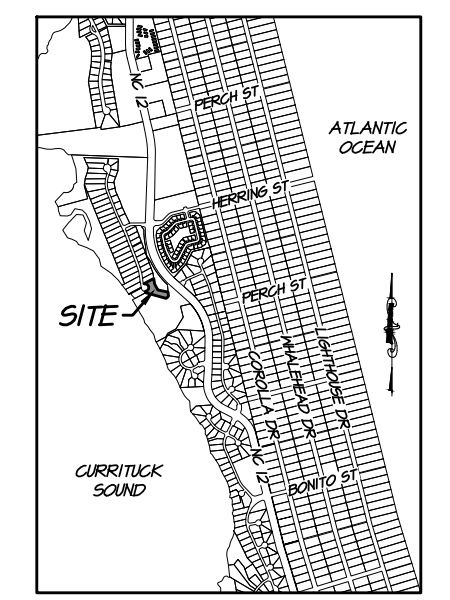 NC 12
PERCH ST
ATLANTIC
OCEAN
HERRING ST
PERCH ST
SITE
LIGHTHOUSE DR
WHALEHEAD DR
COROLLA DR
NC 12
BONITO ST
CURRITUCK
SOUND